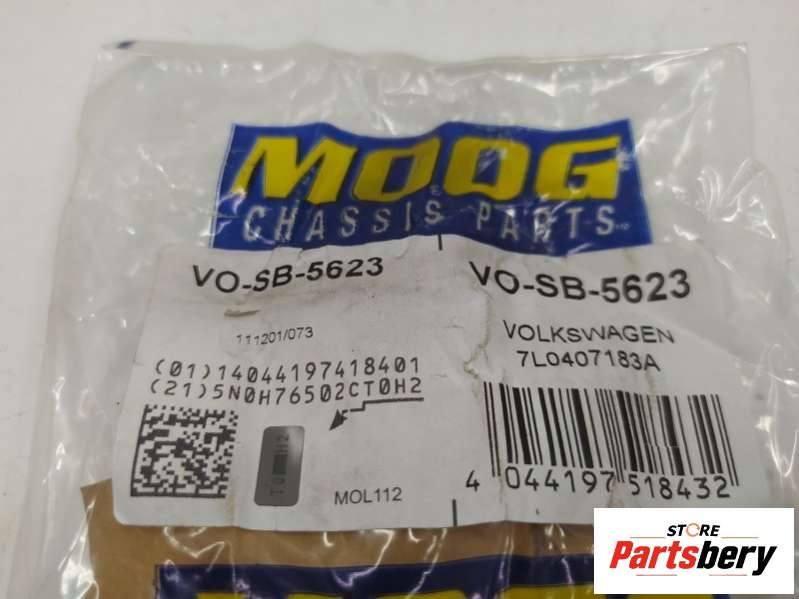 MOOG
CHASSIS PARTS
VO-SB-5623
111201/073
(01)14044197418401
(21)5N0H76502CT0H2
MOL112
VO-SB-5623
VOLKSWAGEN
7L0407183A
4 044197 518432
STORE
Partsbery